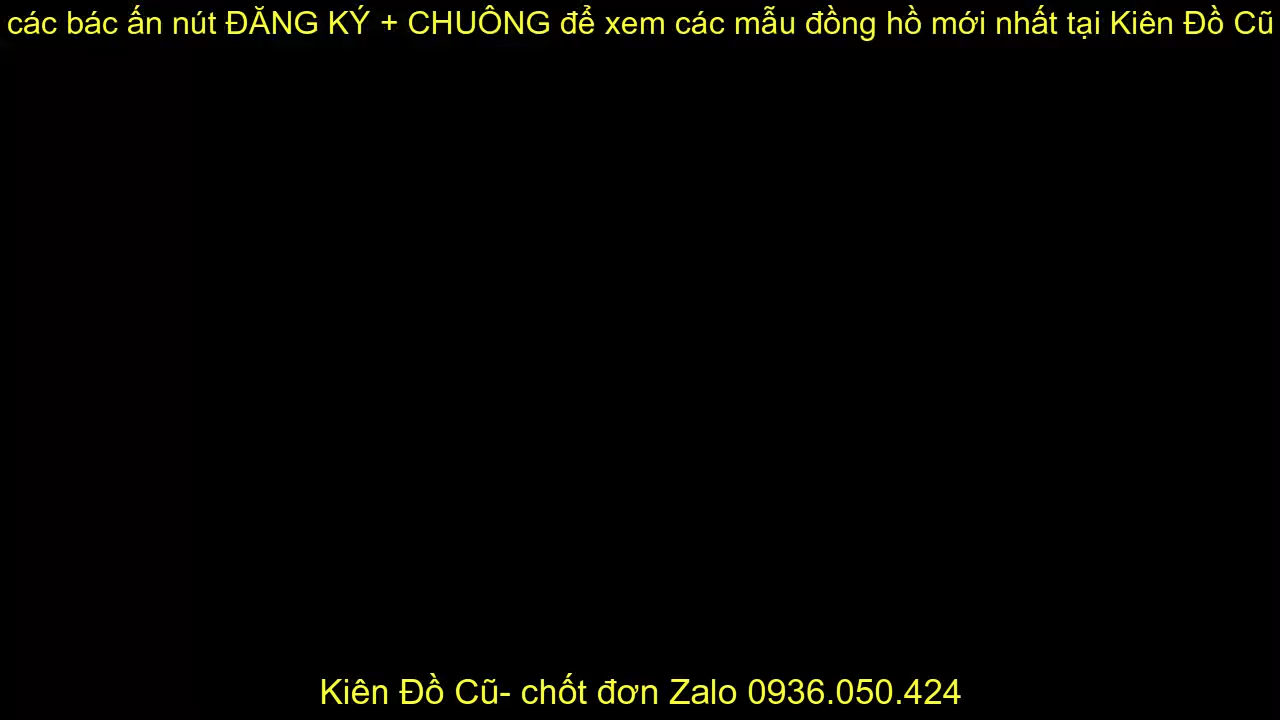 các bác ấn nút ĐĂNG KÝ + CHUÔNG để xem các mẫu đồng hồ mới nhất tại Kiên Đồ Cũ
Kiên Đồ Cũ- chốt đơn Zalo 0936.050.424